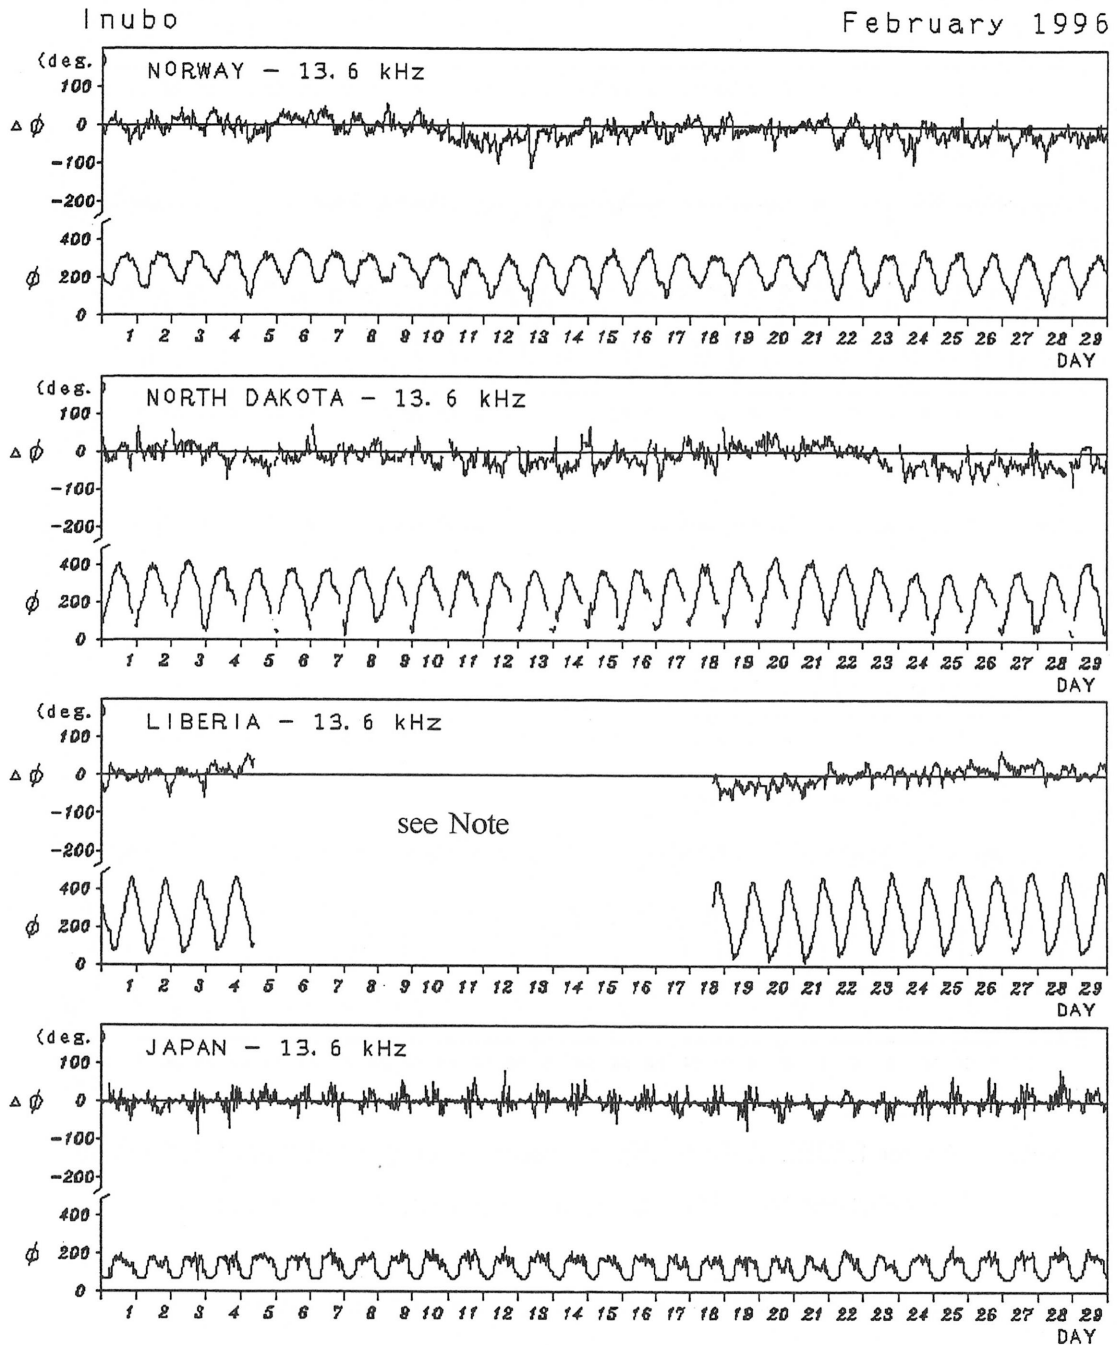 Inubo February 1996
(deg.)
NORWAY - 13.6 kHz
100
Δϕ 0
-100
-200
400
ϕ 200
0
1 2 3 4 5 6 7 8 9 10 11 12 13 14 15 16 17 18 19 20 21 22 23 24 25 26 27 28 29
DAY
(deg.)
NORTH DAKOTA - 13.6 kHz
100
Δϕ 0
-100
-200
400
ϕ 200
0
1 2 3 4 5 6 7 8 9 10 11 12 13 14 15 16 17 18 19 20 21 22 23 24 25 26 27 28 29
DAY
(deg.)
LIBERIA - 13.6 kHz
100
Δϕ 0
-100
see Note
-200
400
ϕ 200
0
1 2 3 4 5 6 7 8 9 10 11 12 13 14 15 16 17 18 19 20 21 22 23 24 25 26 27 28 29
DAY
(deg.)
JAPAN - 13.6 kHz
100
Δϕ 0
-100
-200
400
ϕ 200
0
1 2 3 4 5 6 7 8 9 10 11 12 13 14 15 16 17 18 19 20 21 22 23 24 25 26 27 28 29
DAY